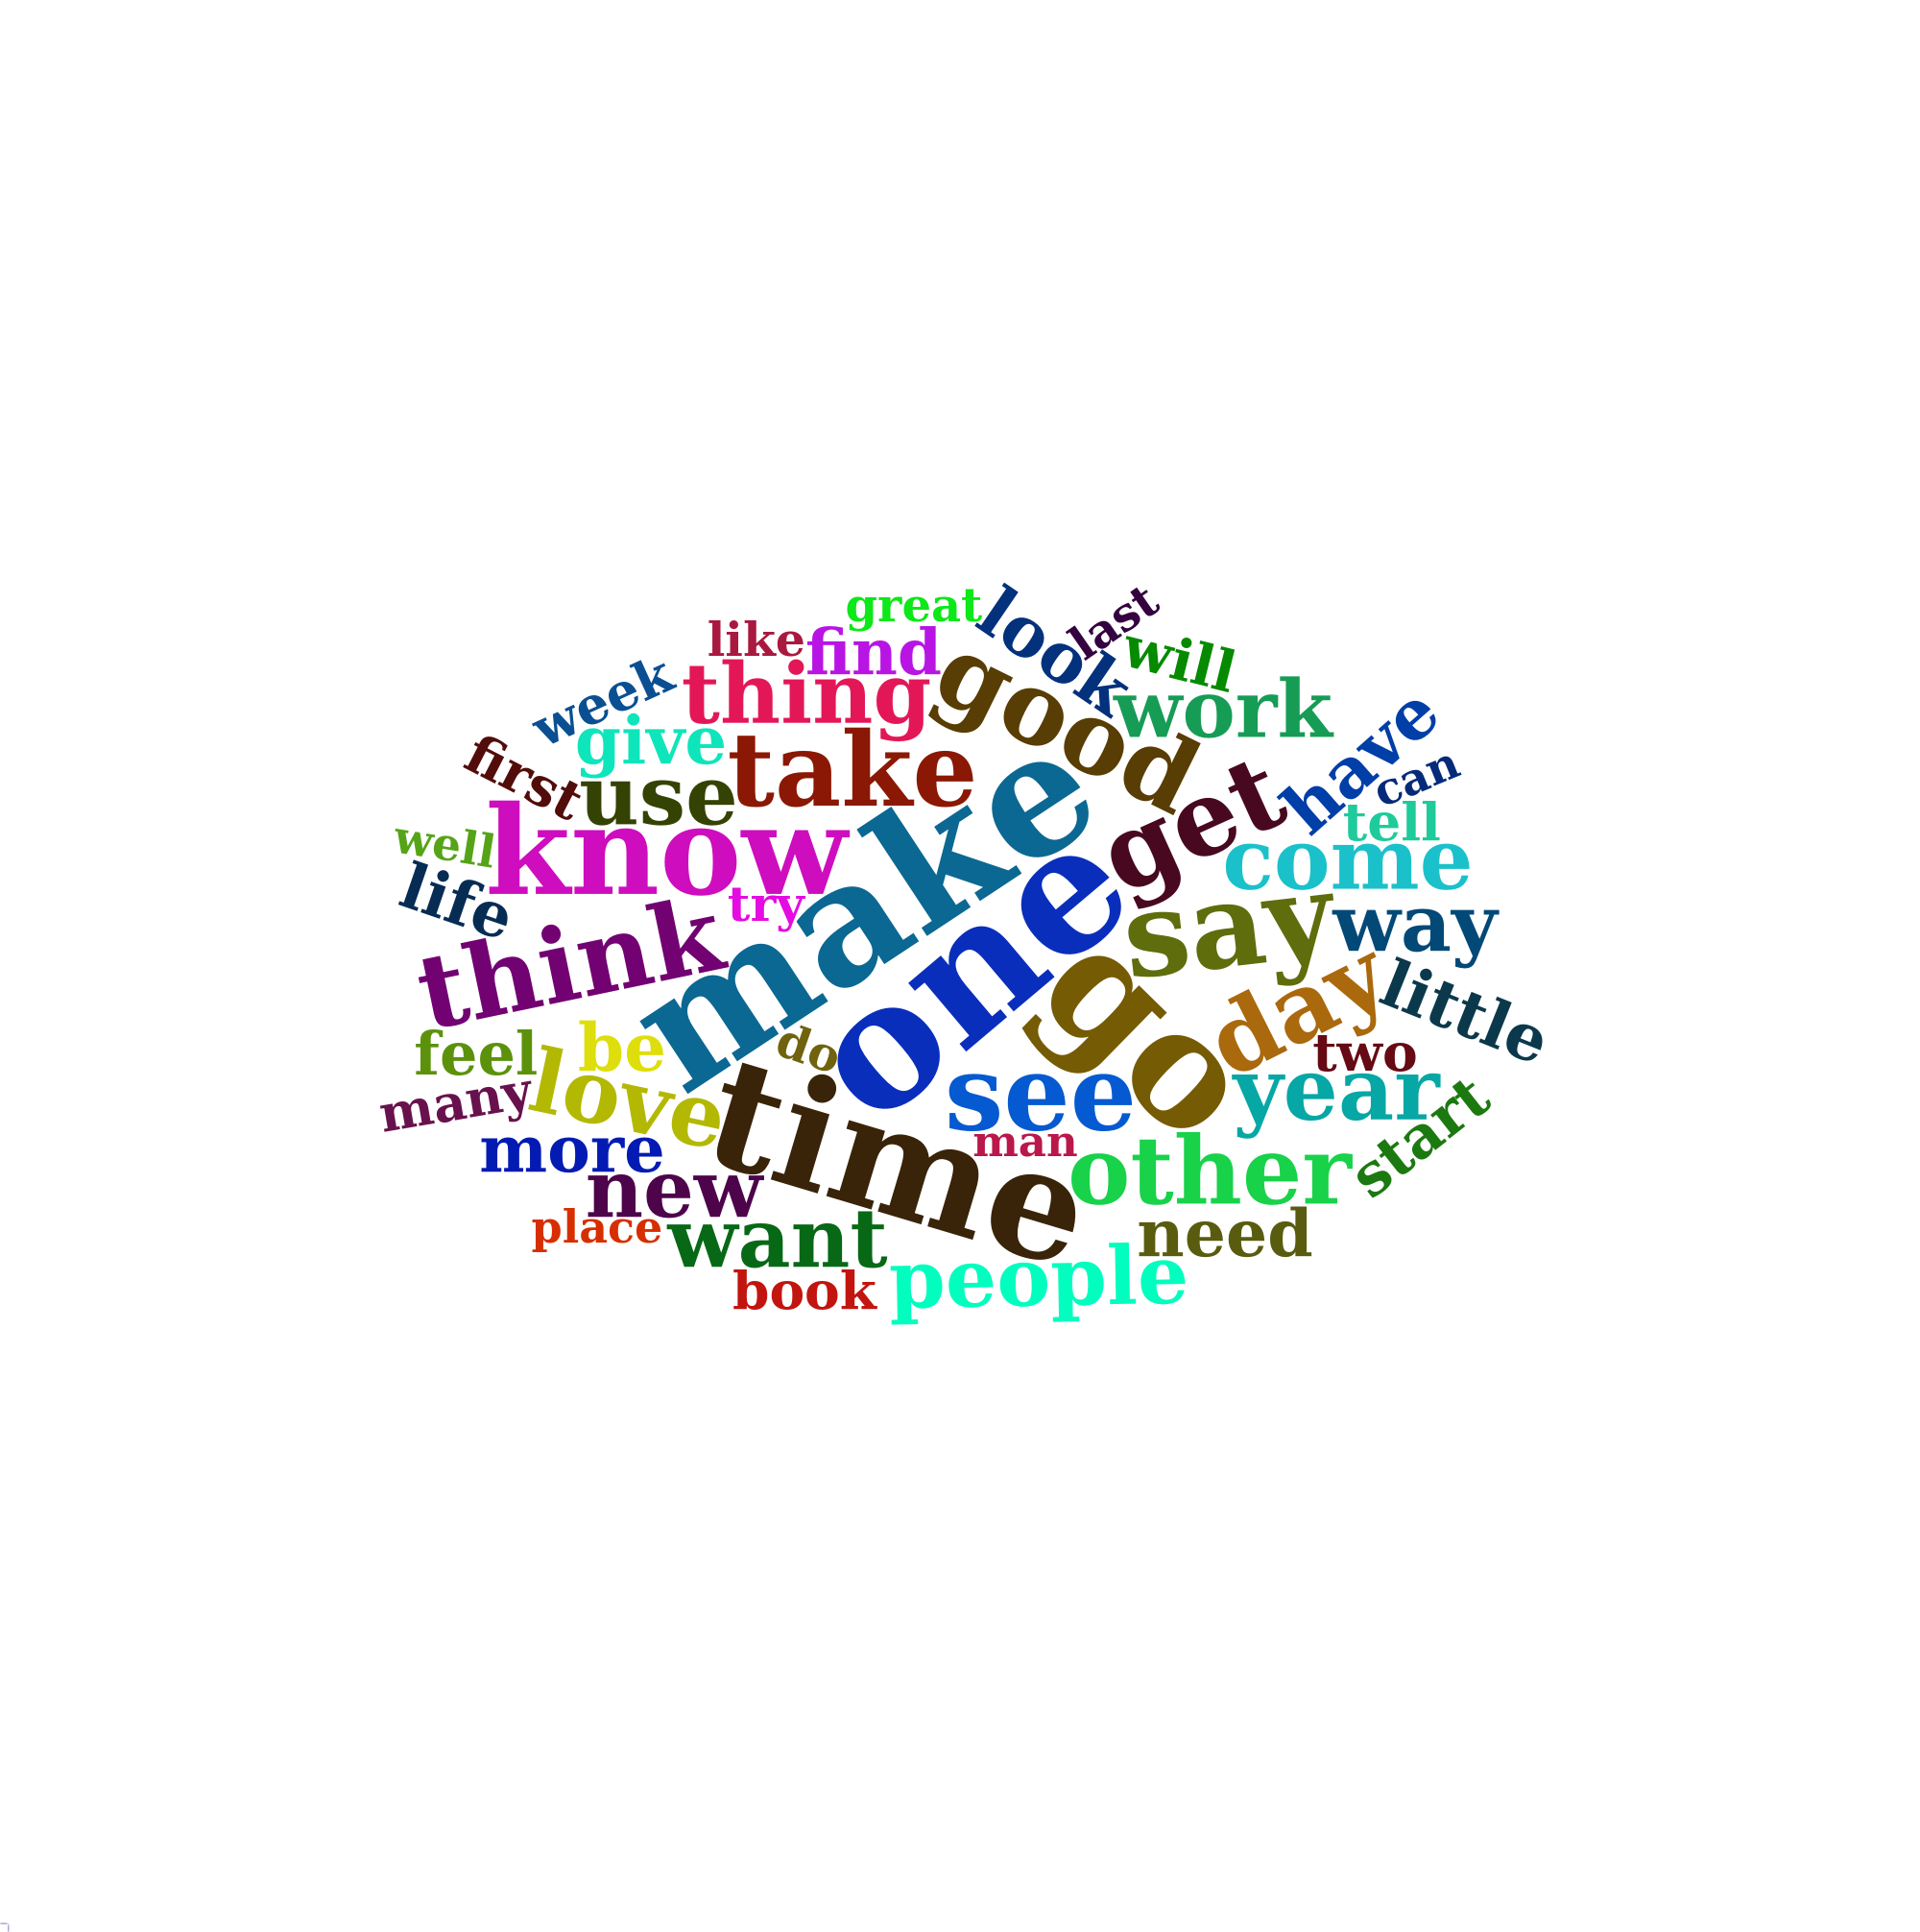 great
look
last
like
find
will
week
thing
good
work
give
take
have
first
use
can
know
make
get
tell
well
come
life
try
one
say
way
think
go
day
little
feel
be
do
two
many
love
see
year
start
more
time
man
other
new
place
want
need
book
people